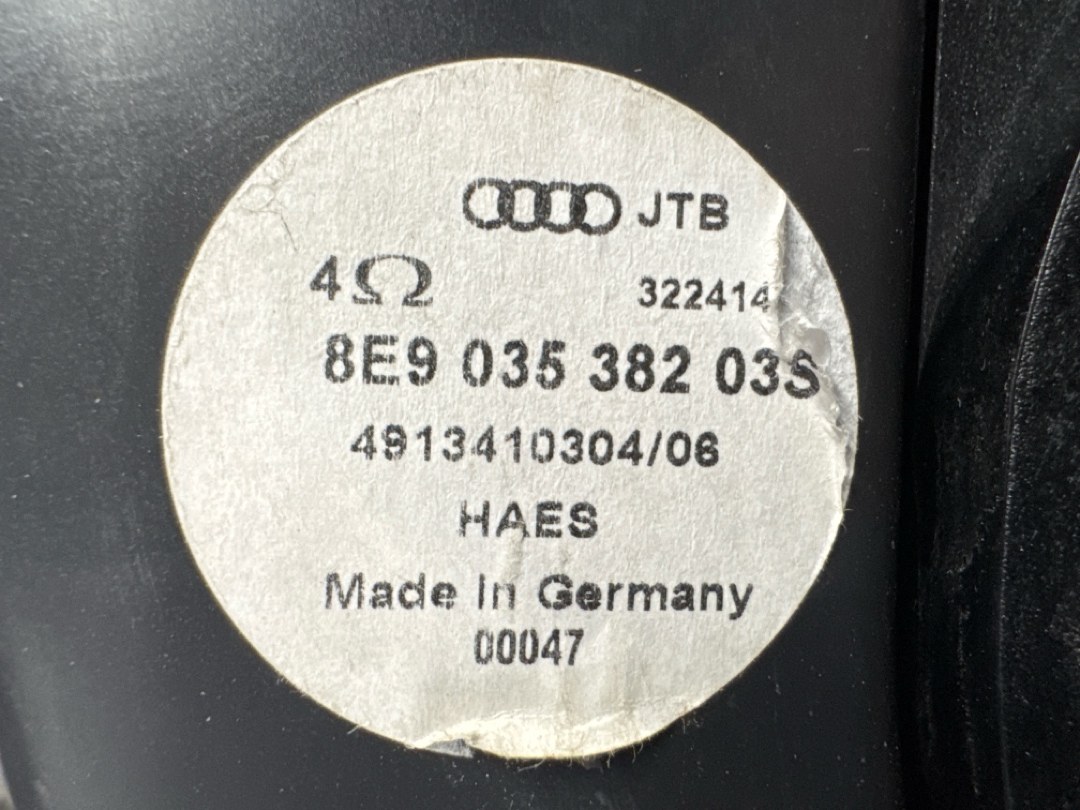 JTB
4Ω 322414
8E9 035 382 03S
4913410304/06
HAES
Made In Germany
00047